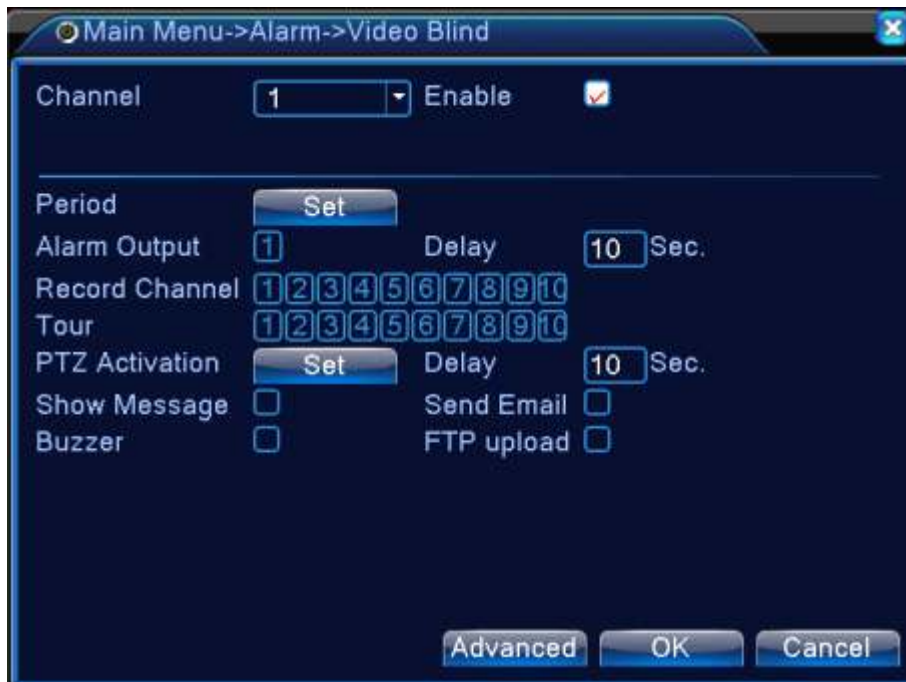 Main Menu->Alarm->Video Blind
Channel 1 Enable
Period Set
Alarm Output 1 Delay 10 Sec.
Record Channel 1 2 3 4 5 6 7 8 9 10
Tour 1 2 3 4 5 6 7 8 9 10
PTZ Activation Set Delay 10 Sec.
Show Message Send Email
Buzzer FTP upload
Advanced OK Cancel